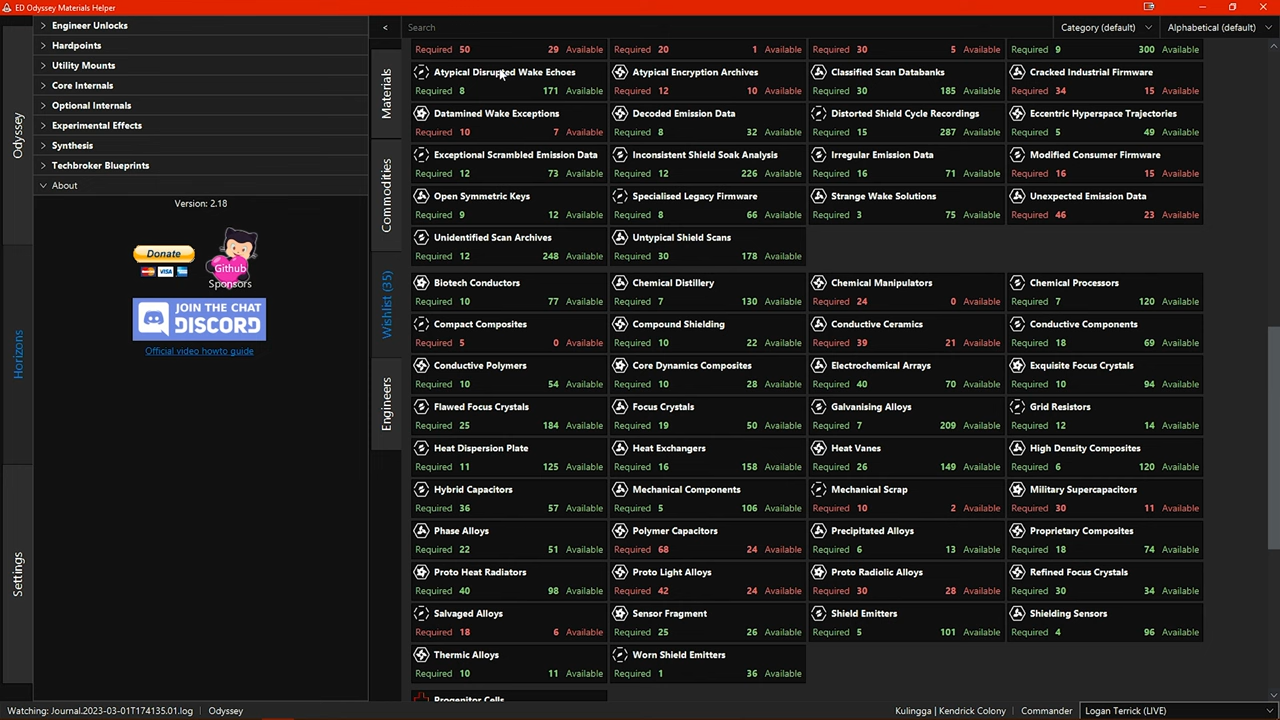 ED Odyssey Materials Helper
Engineer Unlocks
Hardpoints
Utility Mounts
Core Internals
Optional Internals
Experimental Effects
Synthesis
Techbroker Blueprints
About
Version: 2.18
Donate
VISA
Github
Sponsors
JOIN THE CHAT
DISCORD
Official video howto guide
Odyssey
Horizons
Settings
<
Search
Category (default)
Alphabetical (default)
Materials
Commodities
Wishlist (35)
Engineers
Required 50 29 Available Required 20 1 Available Required 30 5 Available Required 9 300 Available
Atypical Disrupted Wake Echoes Atypical Encryption Archives Classified Scan Databanks Cracked Industrial Firmware
Required 8 171 Available Required 12 10 Available Required 30 185 Available Required 34 15 Available
Datamined Wake Exceptions Decoded Emission Data Distorted Shield Cycle Recordings Eccentric Hyperspace Trajectories
Required 10 7 Available Required 8 32 Available Required 15 287 Available Required 5 49 Available
Exceptional Scrambled Emission Data Inconsistent Shield Soak Analysis Irregular Emission Data Modified Consumer Firmware
Required 12 73 Available Required 12 226 Available Required 16 71 Available Required 16 15 Available
Open Symmetric Keys Specialised Legacy Firmware Strange Wake Solutions Unexpected Emission Data
Required 9 12 Available Required 8 66 Available Required 3 75 Available Required 46 23 Available
Unidentified Scan Archives Untypical Shield Scans
Required 12 248 Available Required 30 178 Available
Biotech Conductors Chemical Distillery Chemical Manipulators Chemical Processors
Required 10 77 Available Required 7 130 Available Required 24 0 Available Required 7 120 Available
Compact Composites Compound Shielding Conductive Ceramics Conductive Components
Required 5 0 Available Required 10 22 Available Required 39 21 Available Required 18 69 Available
Conductive Polymers Core Dynamics Composites Electrochemical Arrays Exquisite Focus Crystals
Required 10 54 Available Required 10 28 Available Required 40 70 Available Required 10 94 Available
Flawed Focus Crystals Focus Crystals Galvanising Alloys Grid Resistors
Required 25 184 Available Required 19 50 Available Required 7 209 Available Required 12 14 Available
Heat Dispersion Plate Heat Exchangers Heat Vanes High Density Composites
Required 11 125 Available Required 16 158 Available Required 26 149 Available Required 6 120 Available
Hybrid Capacitors Mechanical Components Mechanical Scrap Military Supercapacitors
Required 36 57 Available Required 5 106 Available Required 10 2 Available Required 30 11 Available
Phase Alloys Polymer Capacitors Precipitated Alloys Proprietary Composites
Required 22 51 Available Required 68 24 Available Required 6 13 Available Required 18 74 Available
Proto Heat Radiators Proto Light Alloys Proto Radiolic Alloys Refined Focus Crystals
Required 40 98 Available Required 42 24 Available Required 30 28 Available Required 30 34 Available
Salvaged Alloys Sensor Fragment Shield Emitters Shielding Sensors
Required 18 6 Available Required 25 26 Available Required 5 101 Available Required 4 96 Available
Thermic Alloys Worn Shield Emitters
Required 10 11 Available Required 1 36 Available
Progenitor Cells
Watching: Journal.2023-03-01T174135.01.log Odyssey Kulingga | Kendrick Colony Commander Logan Terrick (LIVE)